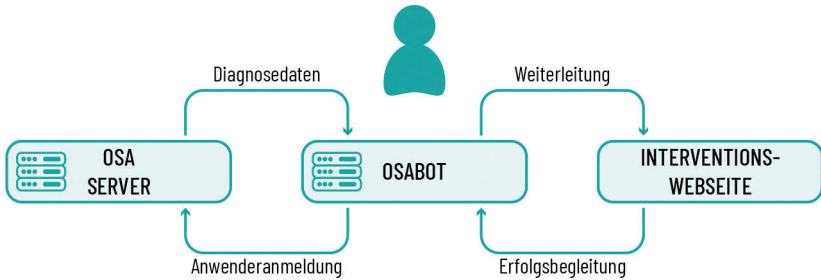 Diagnosedaten
Weiterleitung
OSA
SERVER
OSABOT
INTERVENTIONS-
WEBSEITE
Anwenderanmeldung
Erfolgsbegleitung